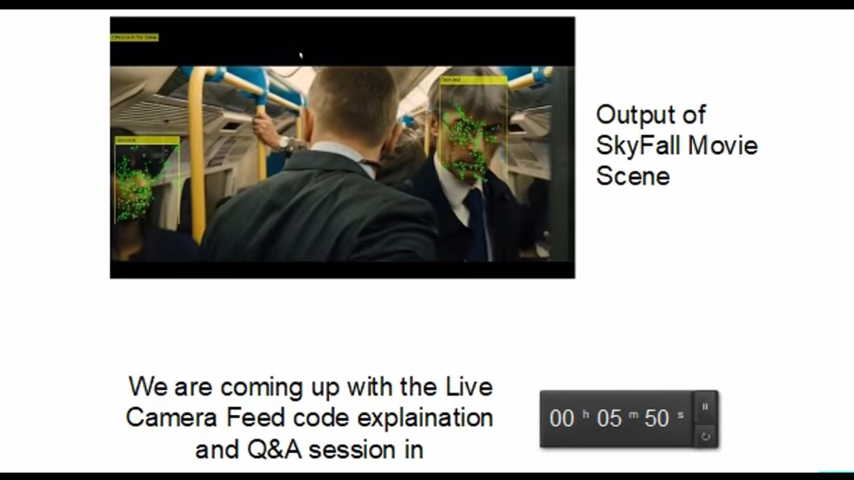 Output of
SkyFall Movie
Scene
We are coming up with the Live
Camera Feed code explaination
and Q&A session in
00 h 05 m 50 s